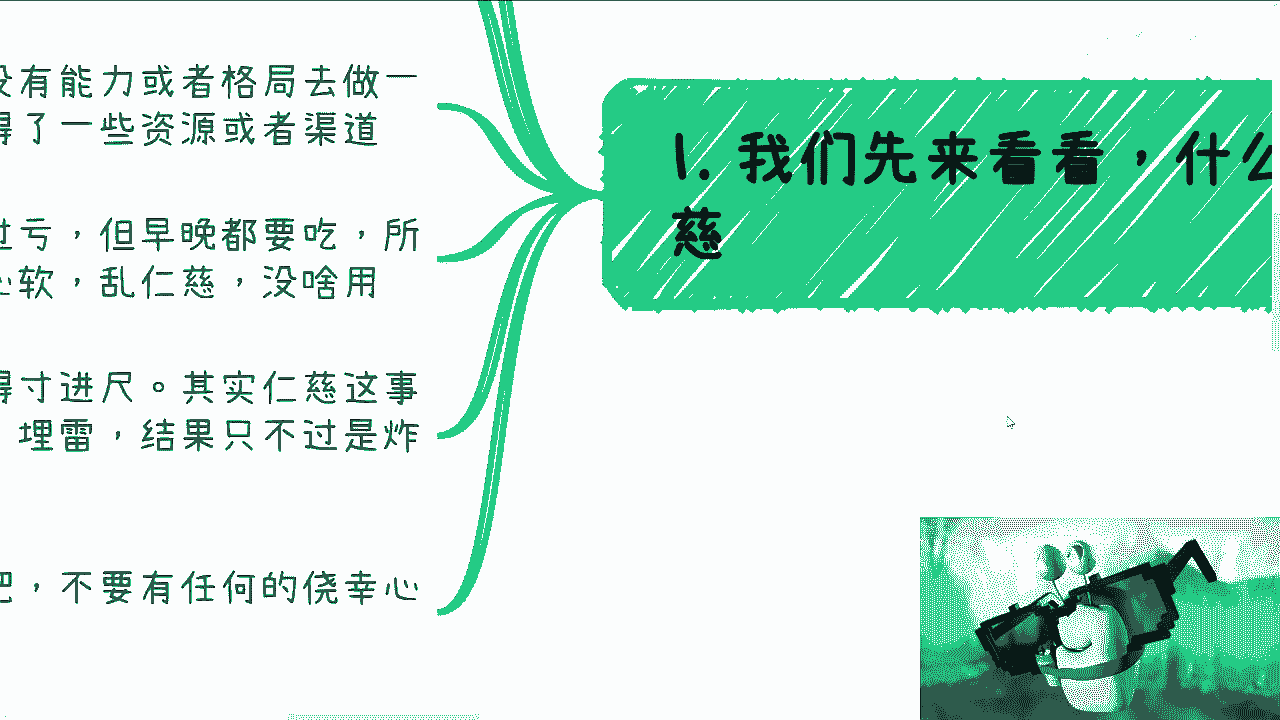 没有能力或者格局去做一
得了一些资源或者渠道
过亏，但早晚都要吃，所
心软，乱仁慈，没啥用
得寸进尺。其实仁慈这事
埋雷，结果只不过是炸
吧，不要有任何的侥幸心
1. 我们先来看看，什么
慈